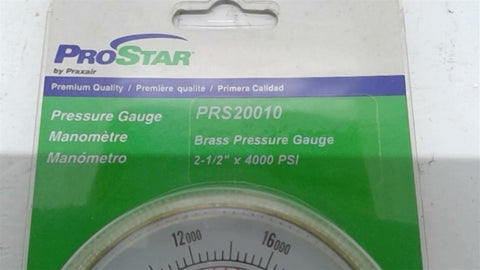 PROSTAR
by Praxair
Premium Quality / Première qualité / Primera Calidad
Pressure Gauge PRS20010
Manomètre Brass Pressure Gauge
Manómetro 2-1/2" x 4000 PSI
12000 16000